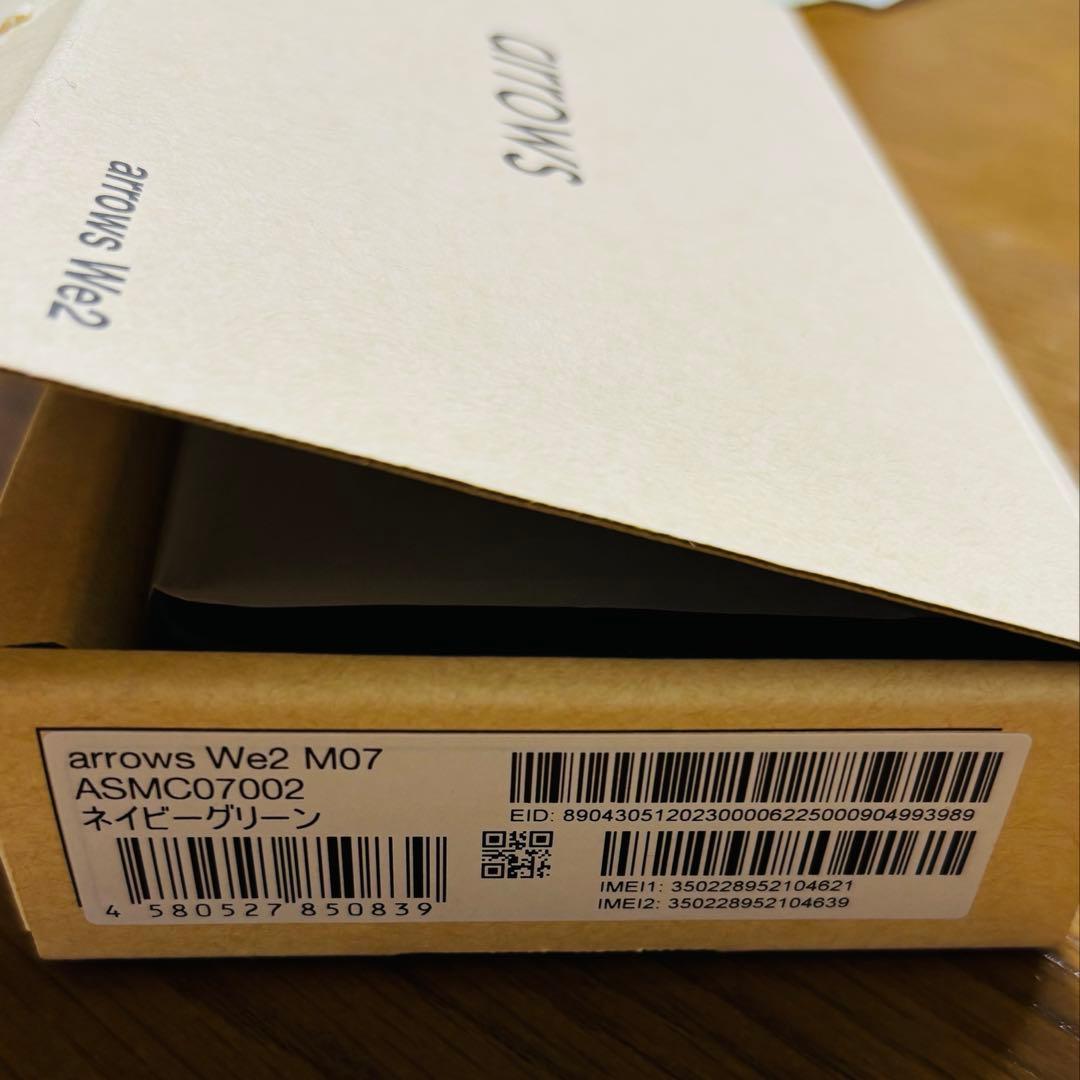 arrows
arrows We2
arrows We2 M07
ASMC07002
ネイビーグリーン
4 580527 850839
EID: 89043051202300006225000904993989
IMEI1: 350228952104621
IMEI2: 350228952104639